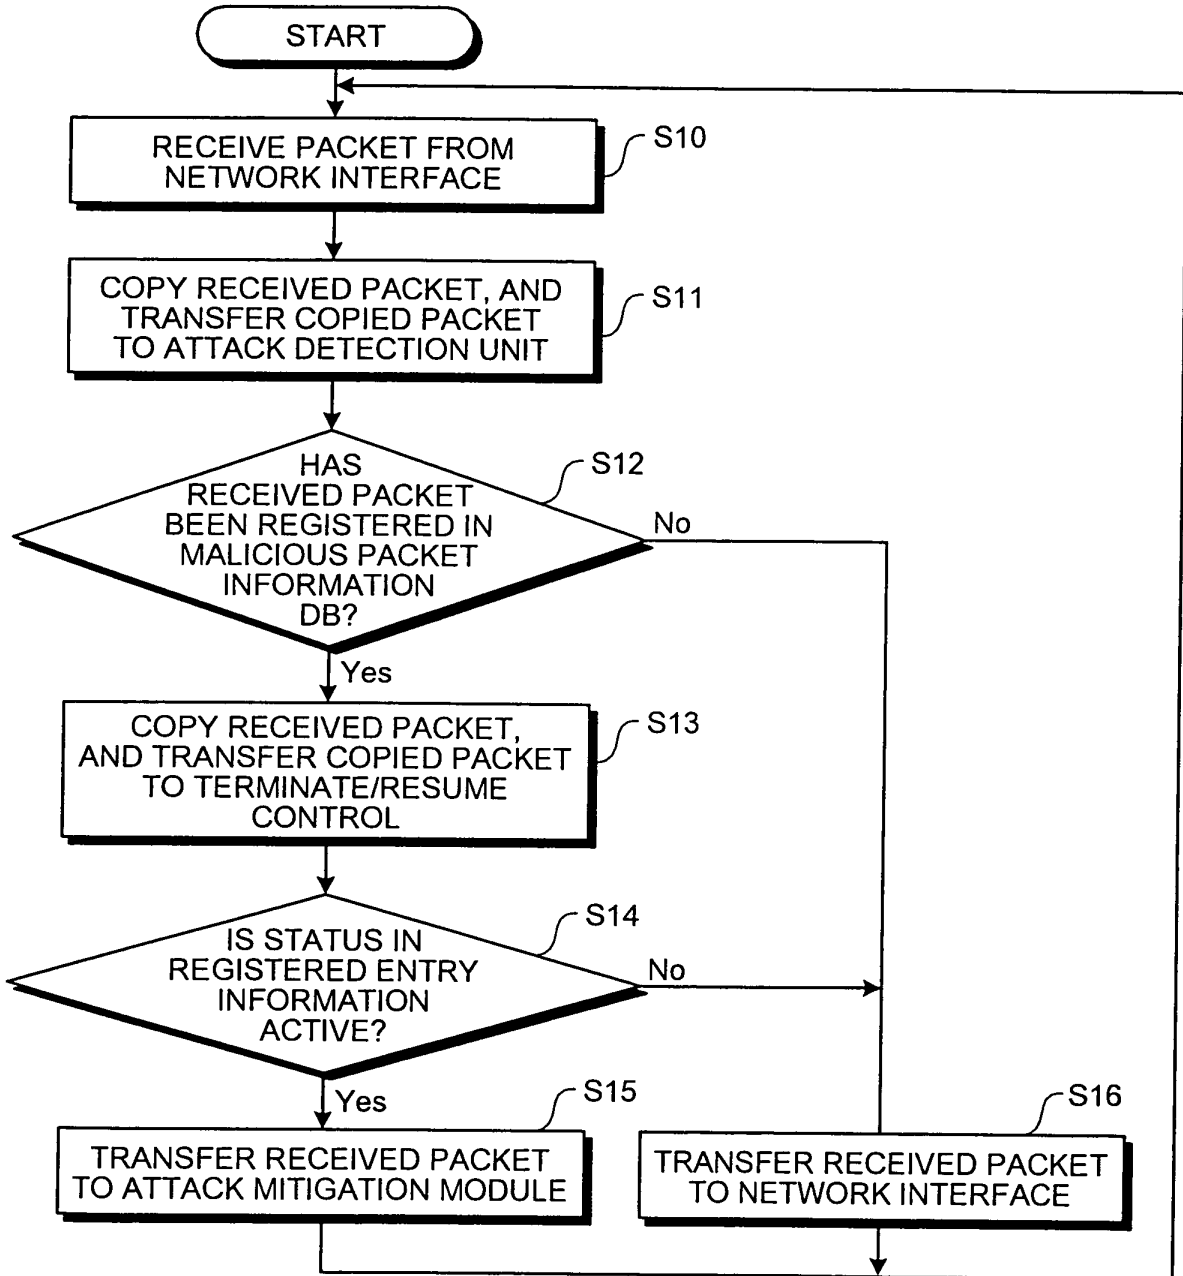 START
RECEIVE PACKET FROM
NETWORK INTERFACE
S10
COPY RECEIVED PACKET, AND
TRANSFER COPIED PACKET
TO ATTACK DETECTION UNIT
S11
HAS
RECEIVED PACKET
BEEN REGISTERED IN
MALICIOUS PACKET
INFORMATION
DB?
S12
No
Yes
COPY RECEIVED PACKET,
AND TRANSFER COPIED PACKET
TO TERMINATE/RESUME
CONTROL
S13
IS STATUS IN
REGISTERED ENTRY
INFORMATION
ACTIVE?
S14
No
Yes
TRANSFER RECEIVED PACKET
TO ATTACK MITIGATION MODULE
S15
TRANSFER RECEIVED PACKET
TO NETWORK INTERFACE
S16